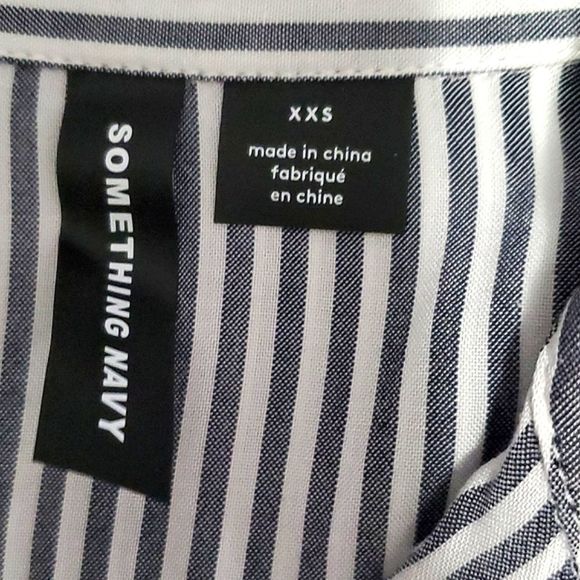 SOMETHING NAVY
XXS
made in china
fabriqué
en chine